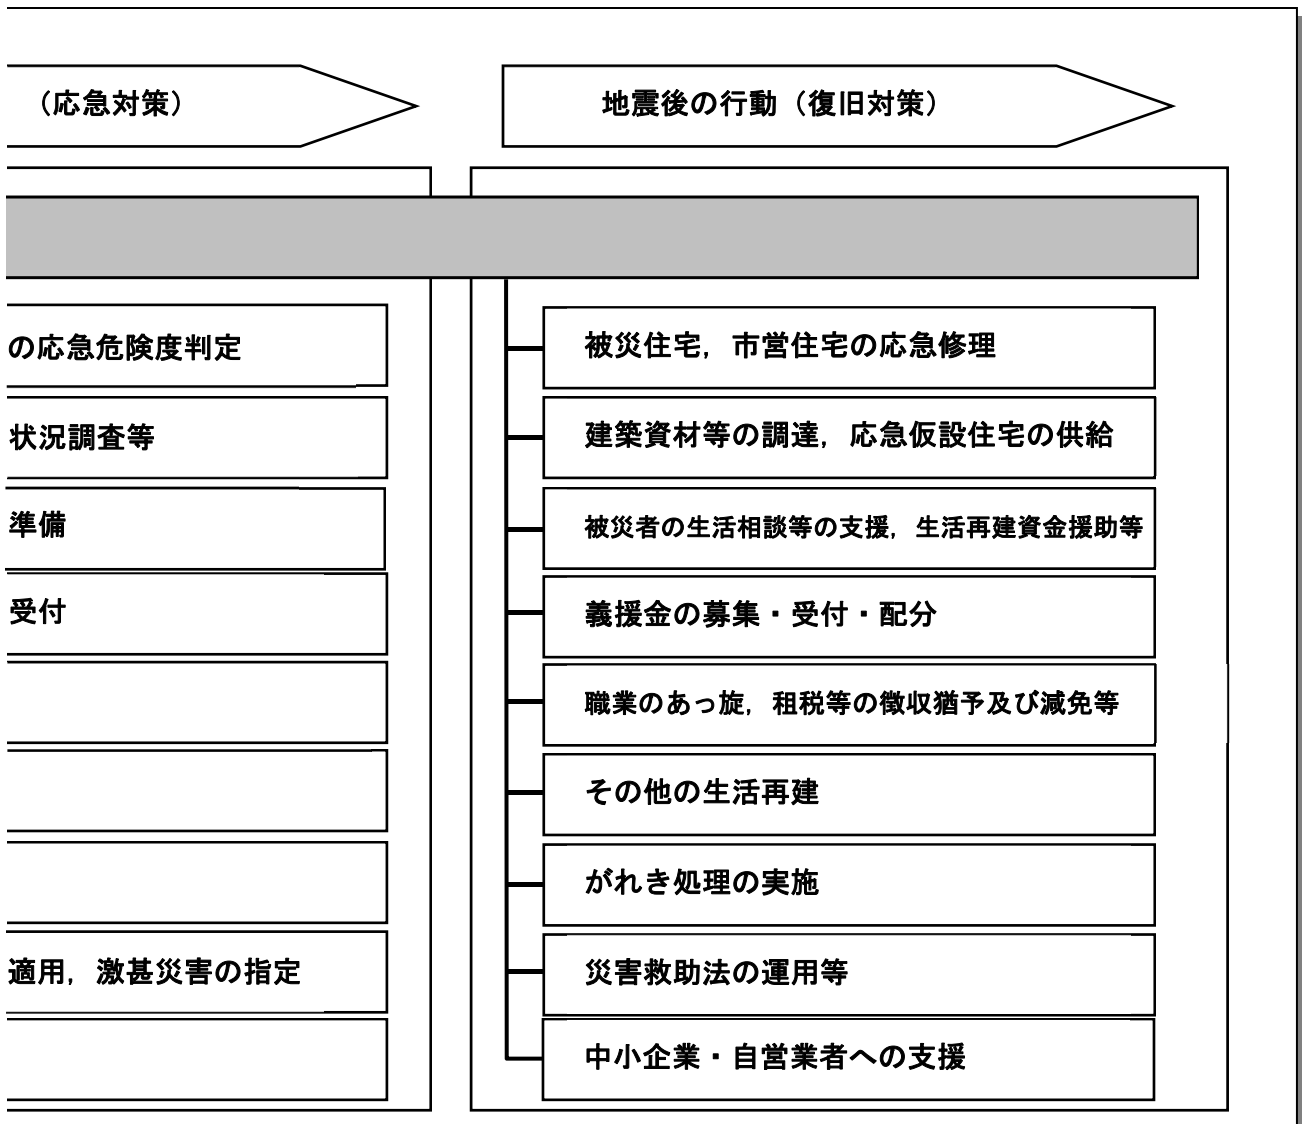 （応急対策）
地震後の行動（復旧対策）
の応急危険度判定
状況調査等
準備
受付
適用，激甚災害の指定
被災住宅，市営住宅の応急修理
建築資材等の調達，応急仮設住宅の供給
被災者の生活相談等の支援，生活再建資金援助等
義援金の募集・受付・配分
職業のあっ旋，租税等の徴収猶予及び減免等
その他の生活再建
がれき処理の実施
災害救助法の運用等
中小企業・自営業者への支援